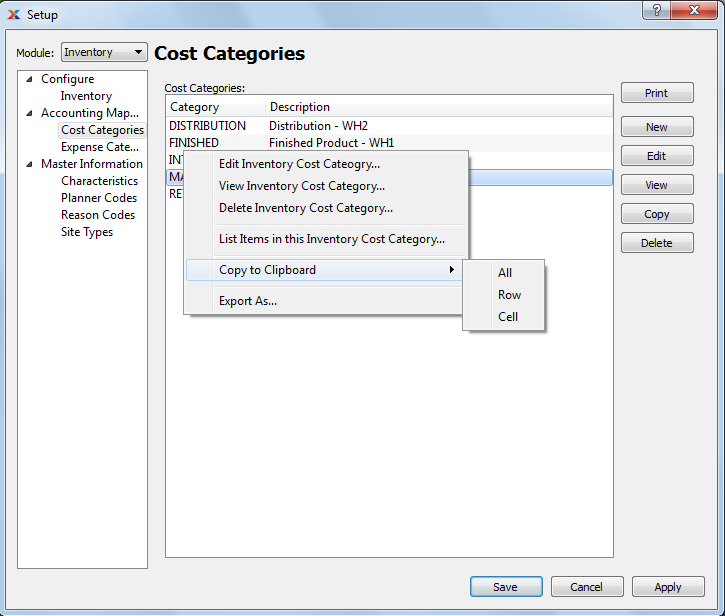 Setup
Module: Inventory
Cost Categories
Configure
Inventory
Accounting Map...
Cost Categories
Expense Cate...
Master Information
Characteristics
Planner Codes
Reason Codes
Site Types
Cost Categories:
Category Description
DISTRIBUTION Distribution - WH2
FINISHED Finished Product - WH1
IN
MA
RE
Edit Inventory Cost Cateogry...
View Inventory Cost Category...
Delete Inventory Cost Category...
List Items in this Inventory Cost Category...
Copy to Clipboard
Export As...
All
Row
Cell
Print
New
Edit
View
Copy
Delete
Save Cancel Apply